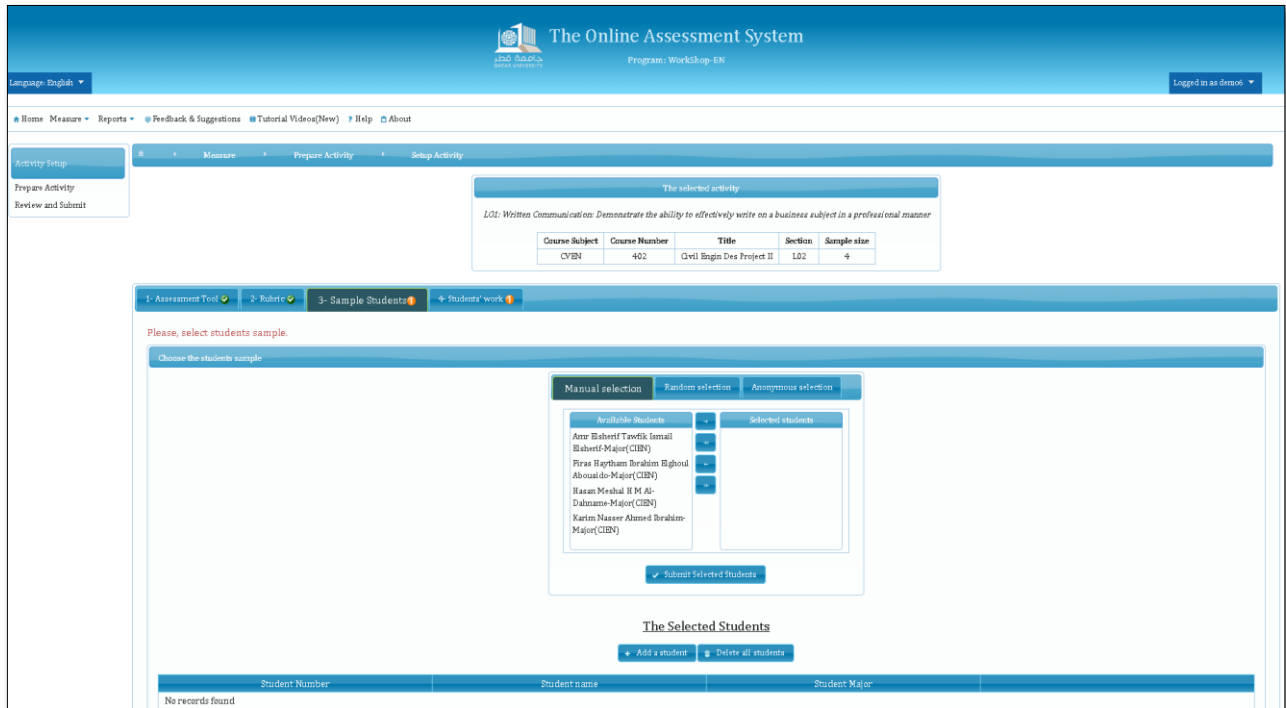 The Online Assessment System
جامعة قطر
QATAR UNIVERSITY
Program: WorkShop-EN
Language: English
Logged in as demo6
Home Measure Reports Feedback & Suggestions Tutorial Videos(New) ? Help About
Activity Setup
Prepare Activity
Review and Submit
Measure Prepare Activity Setup Activity
The selected activity
LO1: Written Communication: Demonstrate the ability to effectively write on a business subject in a professional manner
Course Subject Course Number Title Section Sample size
CVEN 402 Civil Engin Des Project II L02 4
1- Assessment Tool 2- Rubric 3- Sample Students 4- Students' work
Please, select students sample.
Choose the students sample
Manual selection Random selection Anonymous selection
Available Students Selected students
Amr Elsherif Tawfik Ismail
Elsherif-Major(CIEN)
Firas Haytham Ibrahim Elghoul
Abousido-Major(CIEN)
Hasan Meshal H M Al-
Dahname-Major(CIEN)
Karim Nasser Ahmed Ibrahim-
Major(CIEN)
Submit Selected Students
The Selected Students
Add a student Delete all students
Student Number Student name Student Major
No records found